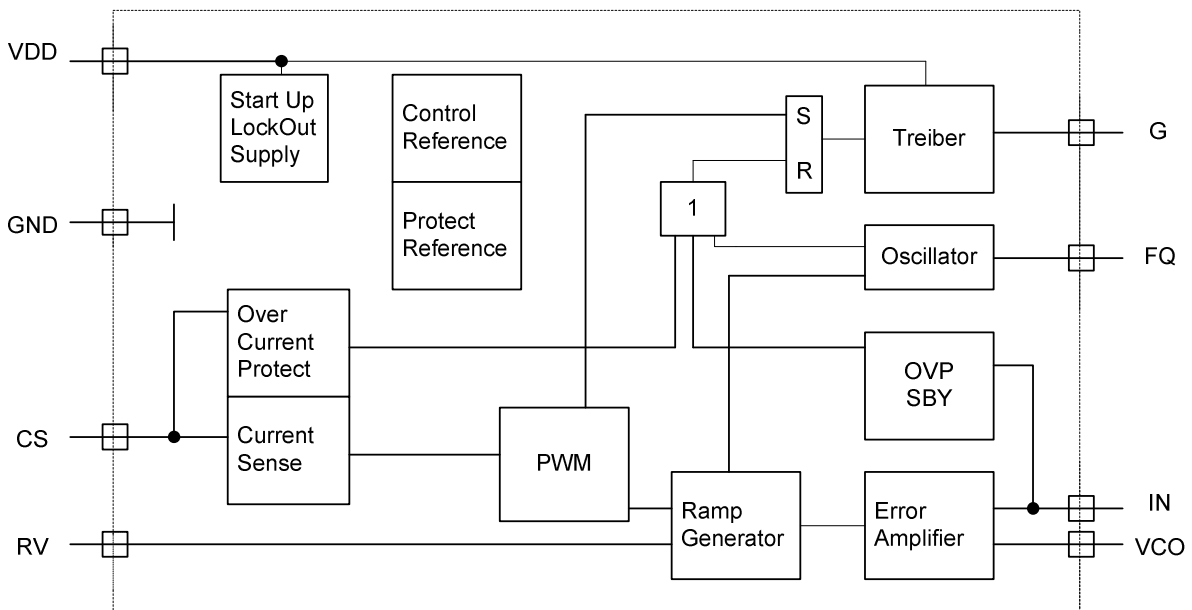 VDD
Start Up
LockOut
Supply
Control
Reference
Protect
Reference
S
R
1
Treiber
G
GND
Oscillator
FQ
Over
Current
Protect
OVP
SBY
CS
Current
Sense
PWM
Ramp
Generator
Error
Amplifier
IN
RV
VCO